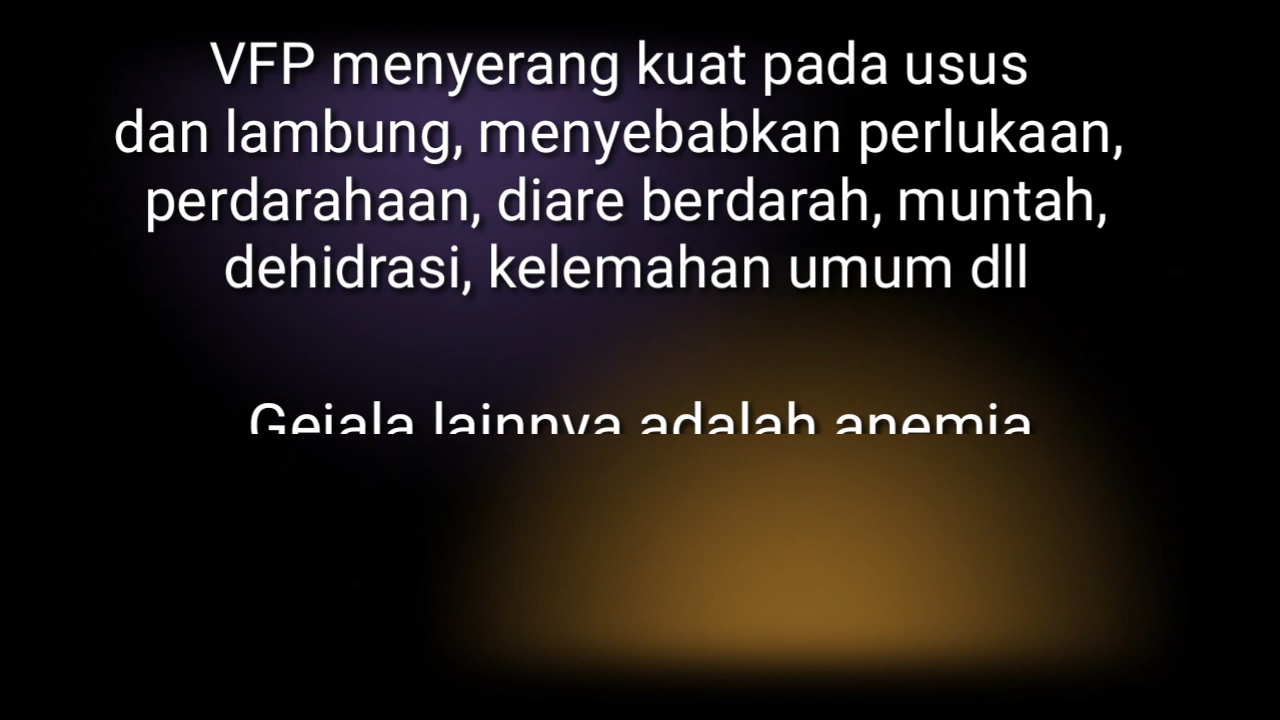 VFP menyerang kuat pada usus
dan lambung, menyebabkan perlukaan,
perdarahaan, diare berdarah, muntah,
dehidrasi, kelemahan umum dll
Gejala lainnya adalah anemia